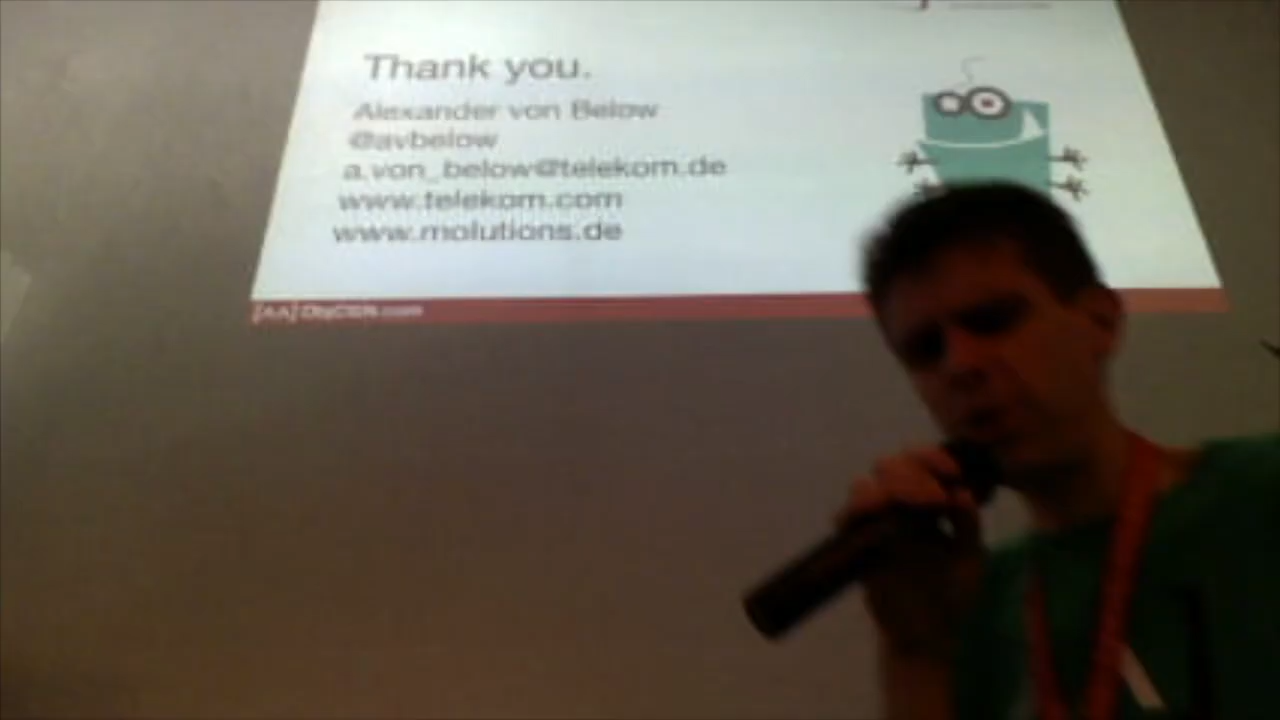 Thank you.
Alexander von Below
@avbelow
a.von_below@telekom.de
www.telekom.com
www.molutions.de